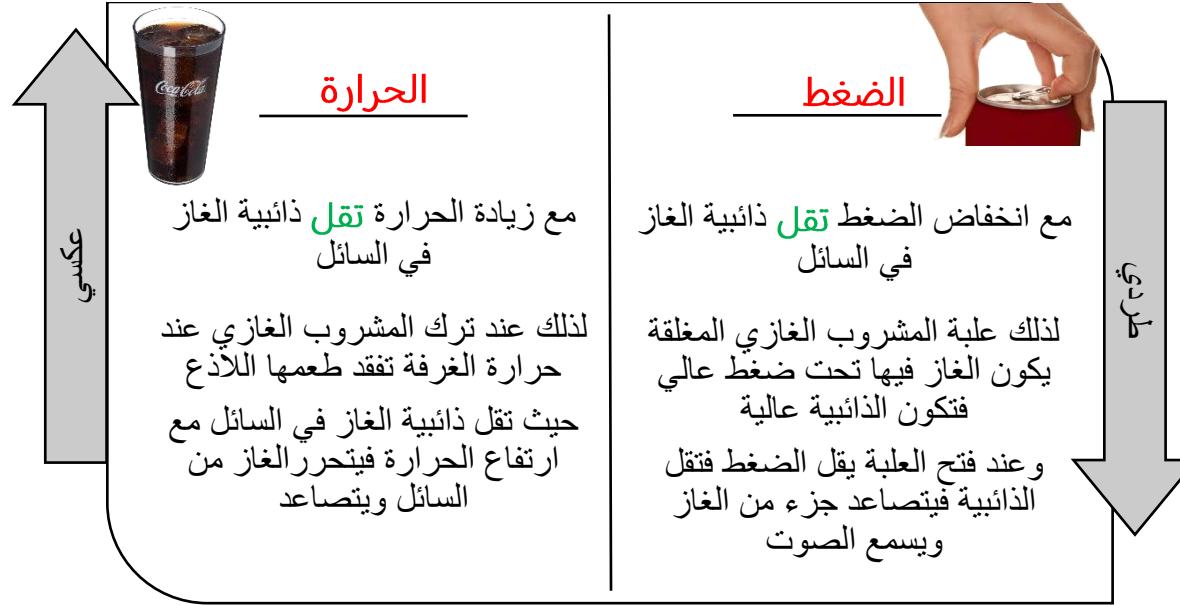 الضغط
مع انخفاض الضغط تقل ذائبية الغاز
في السائل
لذلك علبة المشروب الغازي المغلقة
يكون الغاز فيها تحت ضغط عالي
فتكون الذائبية عالية
وعند فتح العلبة يقل الضغط فتقل
الذائبية فيتصاعد جزء من الغاز
ويسمع الصوت
طردي
الحرارة
مع زيادة الحرارة تقل ذائبية الغاز
في السائل
لذلك عند ترك المشروب الغازي عند
حرارة الغرفة تفقد طعمها اللاذع
حيث تقل ذائبية الغاز في السائل مع
ارتفاع الحرارة فيتحررالغاز من
السائل ويتصاعد
عكسي
Coca-Cola